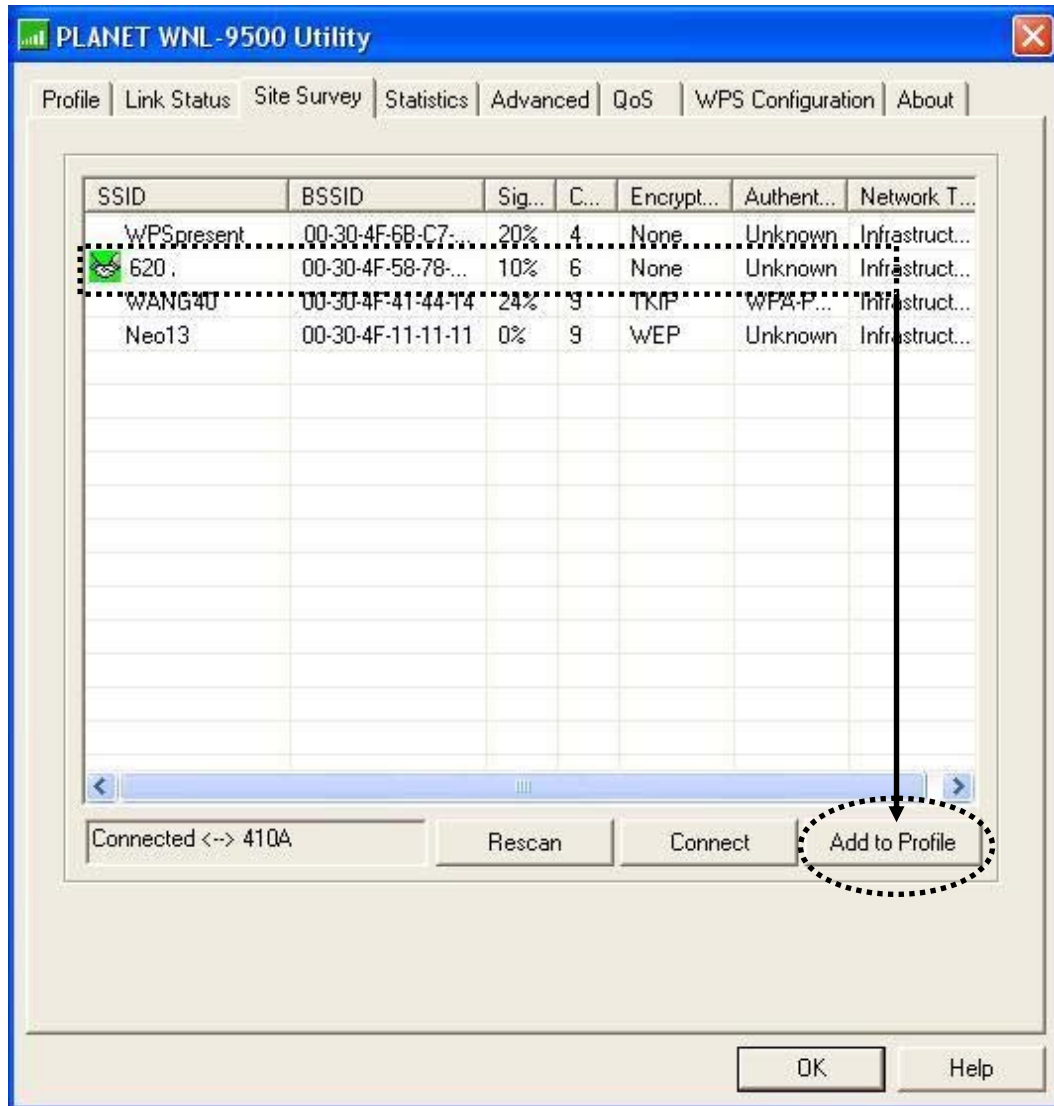 PLANET WNL-9500 Utility
Profile Link Status Site Survey Statistics Advanced QoS WPS Configuration About
SSID BSSID Sig... C... Encrypt... Authent... Network T...
WPSpresent 00-30-4F-6B-C7-... 20% 4 None Unknown Infrastruct...
620. 00-30-4F-58-78-... 10% 6 None Unknown Infrastruct...
WANG40 00-30-4F-41-44-14 24% 9 TKIP WPA-P... Infrastruct...
Neo13 00-30-4F-11-11-11 0% 9 WEP Unknown Infrastruct...
Connected <--> 410A Rescan Connect Add to Profile
OK Help